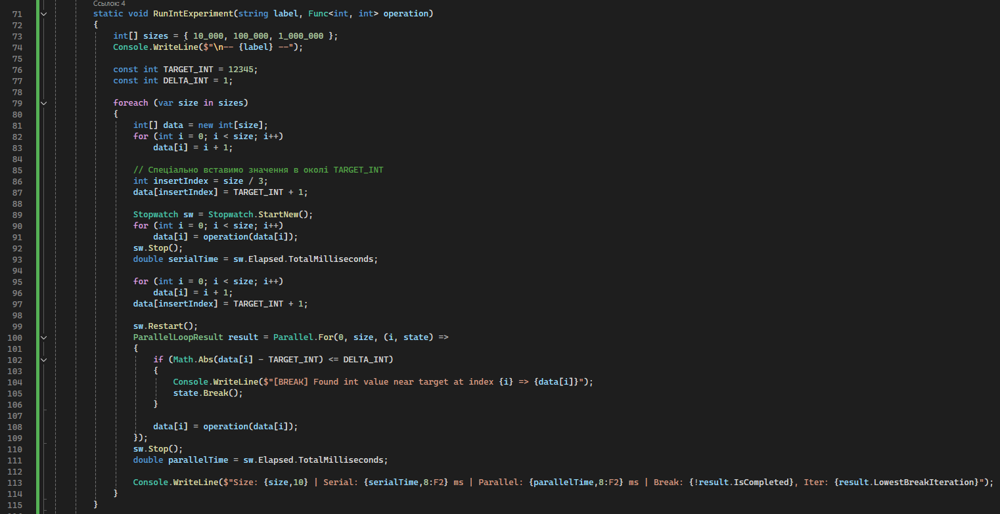 Ссылок: 4
71 static void RunIntExperiment(string label, Func<int, int> operation)
72 {
73 int[] sizes = { 10_000, 100_000, 1_000_000 };
74 Console.WriteLine($"\n-- {label} --");
75
76 const int TARGET_INT = 12345;
77 const int DELTA_INT = 1;
78
79 foreach (var size in sizes)
80 {
81 int[] data = new int[size];
82 for (int i = 0; i < size; i++)
83 data[i] = i + 1;
84
85 // Спеціально вставимо значення в околі TARGET_INT
86 int insertIndex = size / 3;
87 data[insertIndex] = TARGET_INT + 1;
88
89 Stopwatch sw = Stopwatch.StartNew();
90 for (int i = 0; i < size; i++)
91 data[i] = operation(data[i]);
92 sw.Stop();
93 double serialTime = sw.Elapsed.TotalMilliseconds;
94
95 for (int i = 0; i < size; i++)
96 data[i] = i + 1;
97 data[insertIndex] = TARGET_INT + 1;
98
99 sw.Restart();
100 ParallelLoopResult result = Parallel.For(0, size, (i, state) =>
101 {
102 if (Math.Abs(data[i] - TARGET_INT) <= DELTA_INT)
103 {
104 Console.WriteLine($"[BREAK] Found int value near target at index {i} => {data[i]}");
105 state.Break();
106 }
107
108 data[i] = operation(data[i]);
109 });
110 sw.Stop();
111 double parallelTime = sw.Elapsed.TotalMilliseconds;
112
113 Console.WriteLine($"Size: {size,10} | Serial: {serialTime,8:F2} ms | Parallel: {parallelTime,8:F2} ms | Break: {!result.IsCompleted}, Iter: {result.LowestBreakIteration}");
114 }
115 }